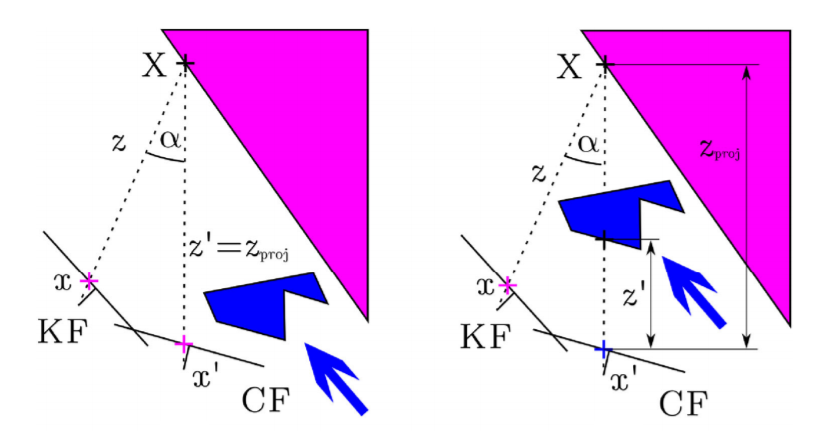 X
α
z
z'=z_proj
x
KF
x'
CF
X
z_proj
α
z
z'
x
KF
x'
CF